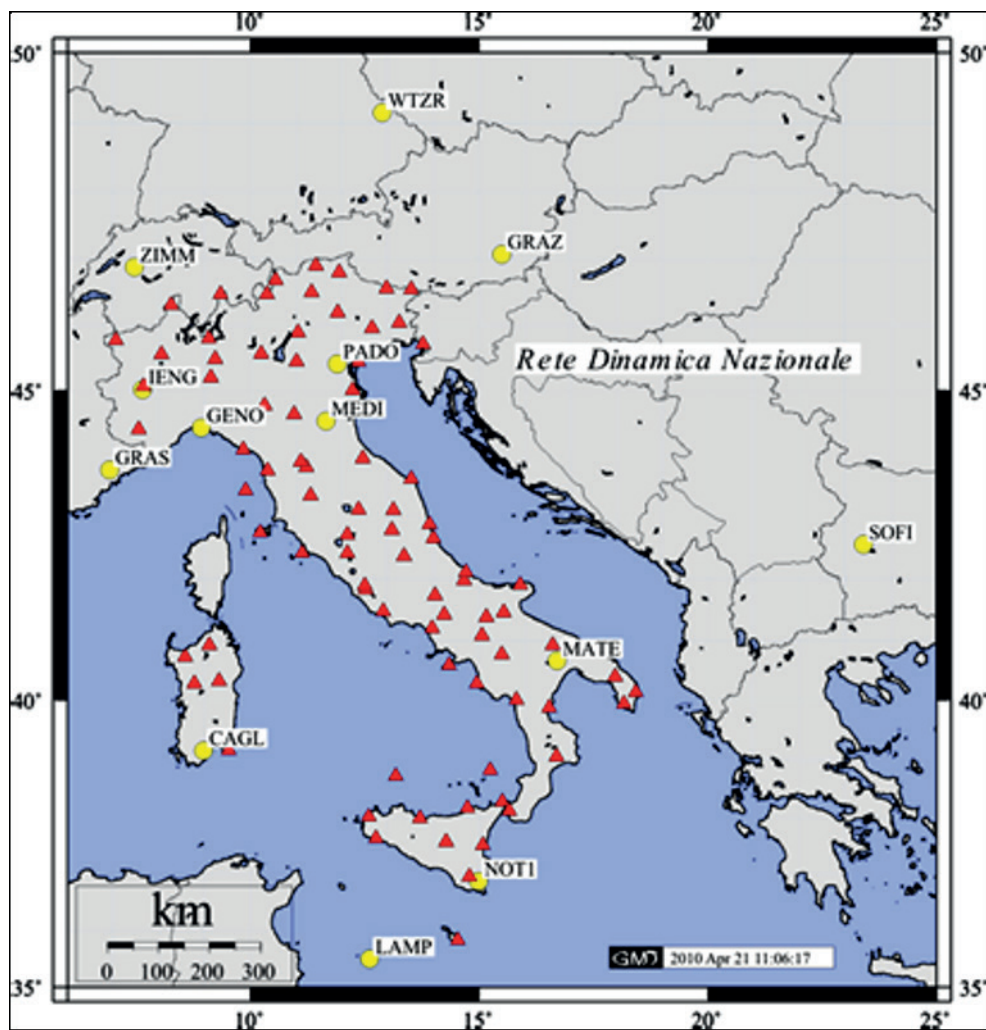 10° 15° 20° 25°
50° 50°
WTZR
ZIMM
GRAZ
PADO
Rete Dinamica Nazionale
45° 45°
IENG
GENO
MEDI
GRAS
SOFI
MATE
40° 40°
CAGL
NOT1
km
LAMP
0 100 200 300
GMD 2010 Apr 21 11:06:17
35° 35°
10° 15° 20° 25°